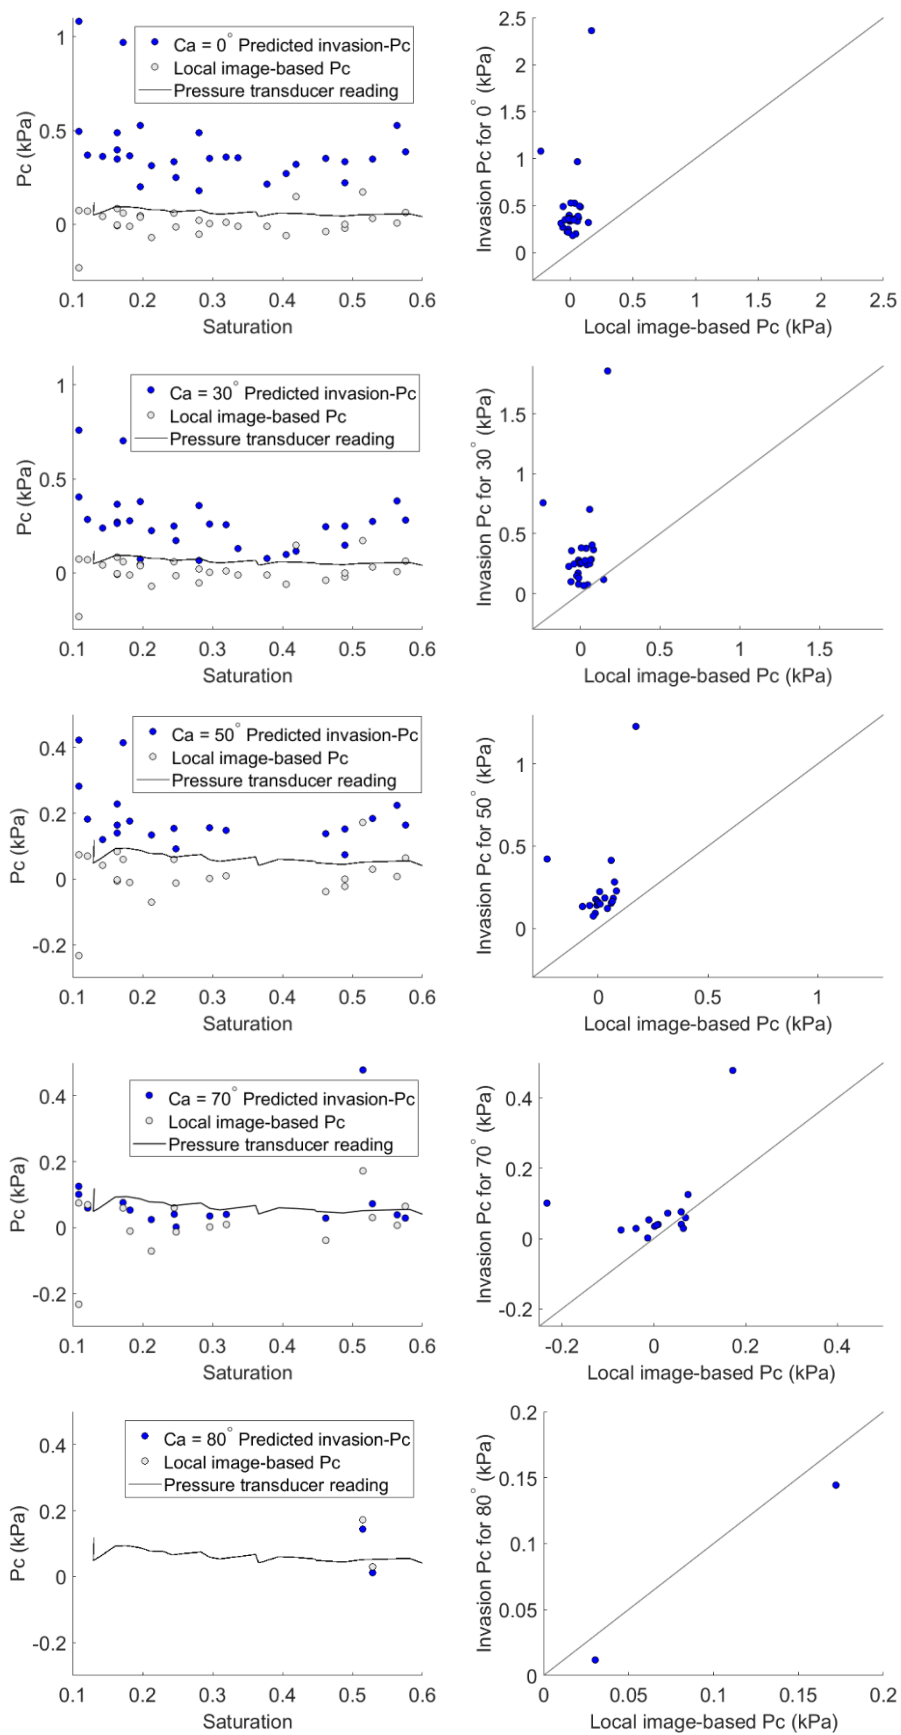 Ca = 0° Predicted invasion-Pc
Local image-based Pc
Pressure transducer reading
1
0.5
0
Pc (kPa)
0.1 0.2 0.3 0.4 0.5 0.6
Saturation
2.5
2
1.5
1
0.5
0
Invasion Pc for 0° (kPa)
0 0.5 1 1.5 2 2.5
Local image-based Pc (kPa)
Ca = 30° Predicted invasion-Pc
Local image-based Pc
Pressure transducer reading
1
0.5
0
Pc (kPa)
0.1 0.2 0.3 0.4 0.5 0.6
Saturation
1.5
1
0.5
0
Invasion Pc for 30° (kPa)
0 0.5 1 1.5
Local image-based Pc (kPa)
Ca = 50° Predicted invasion-Pc
Local image-based Pc
Pressure transducer reading
0.4
0.2
0
-0.2
Pc (kPa)
0.1 0.2 0.3 0.4 0.5 0.6
Saturation
1
0.5
0
Invasion Pc for 50° (kPa)
0 0.5 1
Local image-based Pc (kPa)
Ca = 70° Predicted invasion-Pc
Local image-based Pc
Pressure transducer reading
0.4
0.2
0
-0.2
Pc (kPa)
0.1 0.2 0.3 0.4 0.5 0.6
Saturation
0.4
0.2
0
-0.2
Invasion Pc for 70° (kPa)
-0.2 0 0.2 0.4
Local image-based Pc (kPa)
Ca = 80° Predicted invasion-Pc
Local image-based Pc
Pressure transducer reading
0.4
0.2
0
-0.2
Pc (kPa)
0.1 0.2 0.3 0.4 0.5 0.6
Saturation
0.2
0.15
0.1
0.05
0
Invasion Pc for 80° (kPa)
0 0.05 0.1 0.15 0.2
Local image-based Pc (kPa)